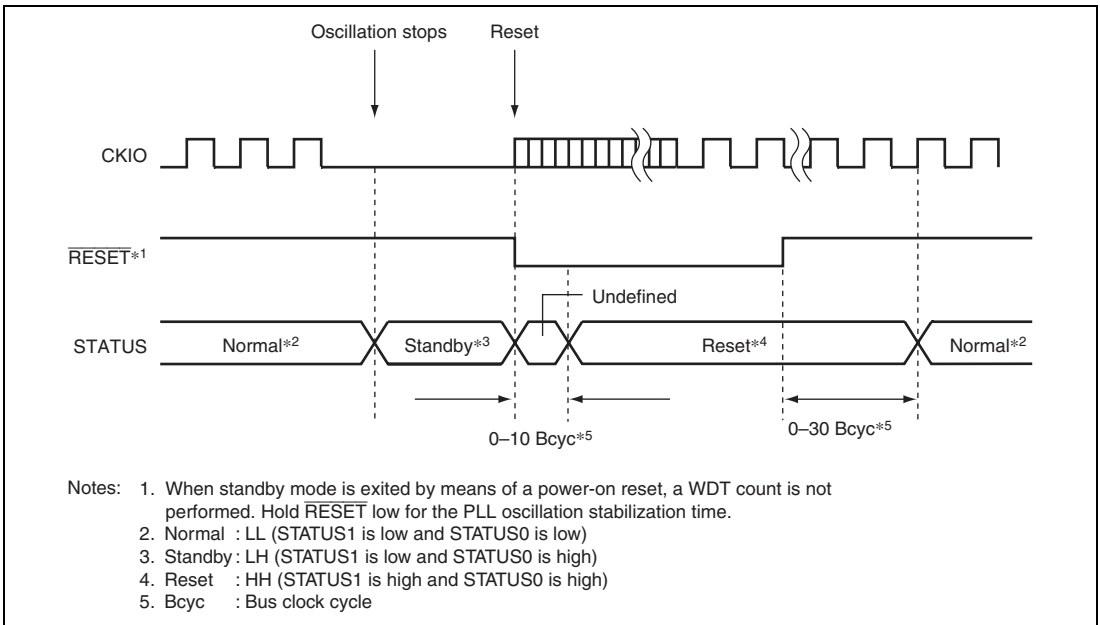 Oscillation stops Reset
CKIO
RESET*1
Undefined
STATUS Normal*2 Standby*3 Reset*4 Normal*2
0–10 Bcyc*5 0–30 Bcyc*5
Notes: 1. When standby mode is exited by means of a power-on reset, a WDT count is not
performed. Hold RESET low for the PLL oscillation stabilization time.
2. Normal : LL (STATUS1 is low and STATUS0 is low)
3. Standby : LH (STATUS1 is low and STATUS0 is high)
4. Reset : HH (STATUS1 is high and STATUS0 is high)
5. Bcyc : Bus clock cycle